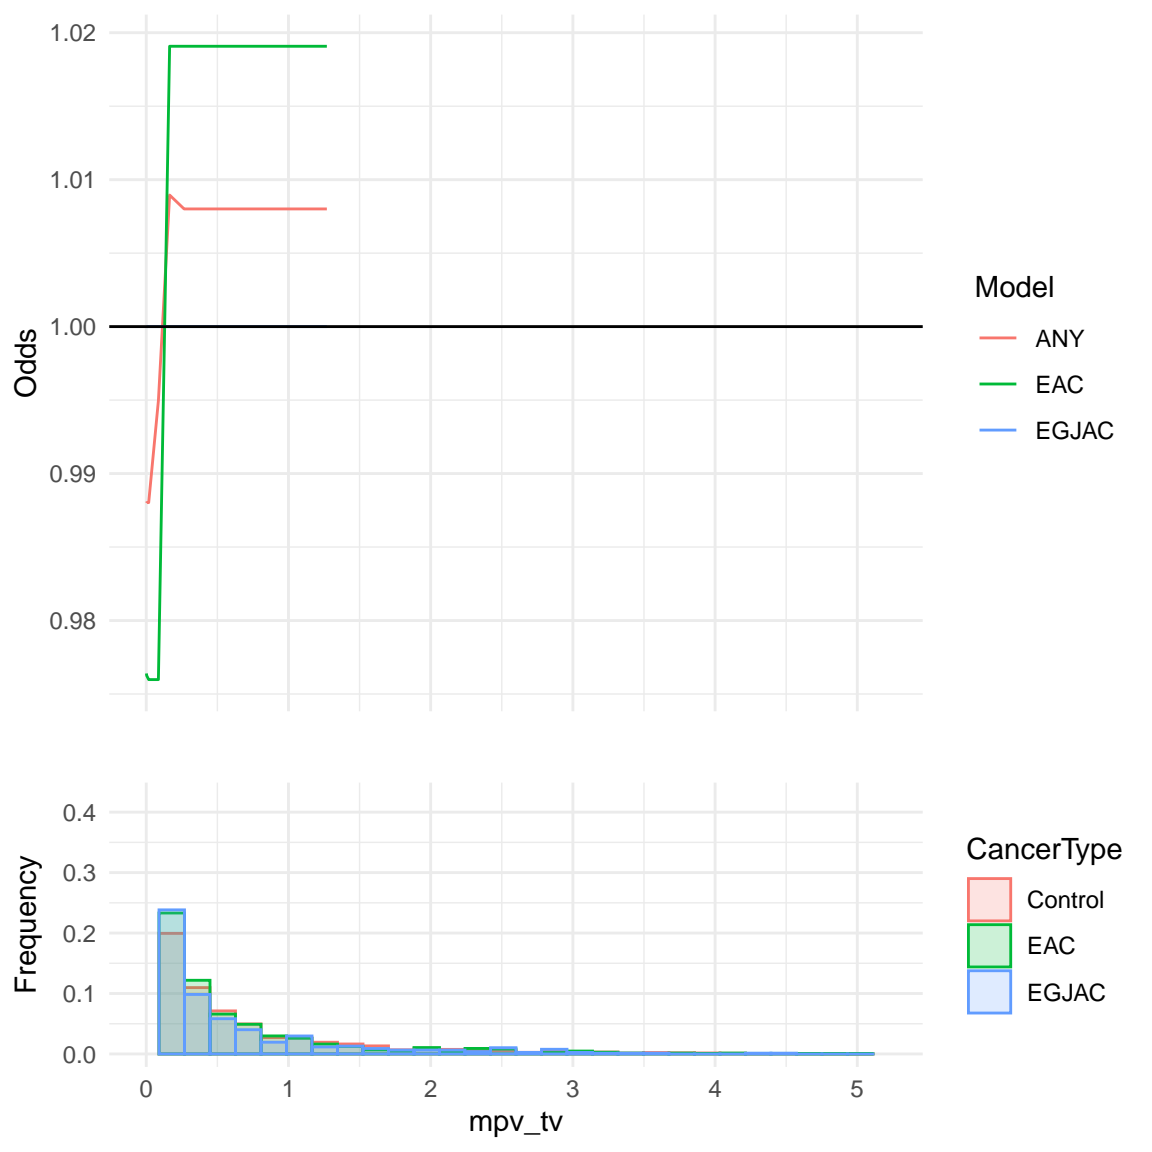 1.02
1.01
1.00
0.99
0.98
Odds
Model
ANY
EAC
EGJAC
0.4
0.3
0.2
0.1
0.0
Frequency
0 1 2 3 4 5
mpv_tv
CancerType
Control
EAC
EGJAC